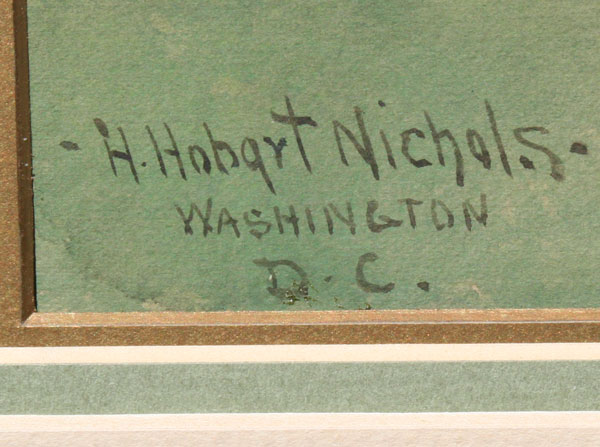 - H. Hobart Nichols -
WASHINGTON
D. C.